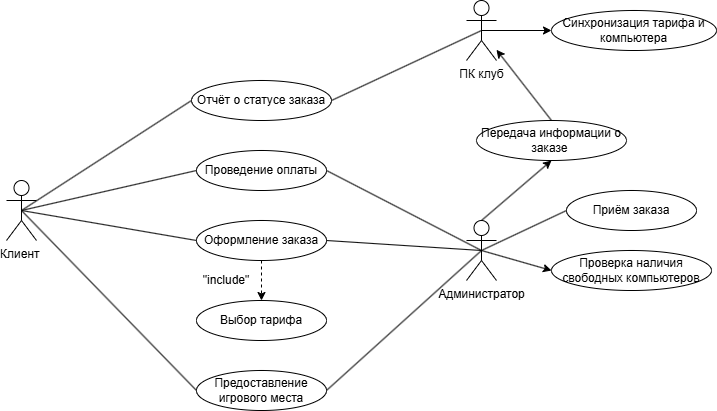 Синхронизация тарифа и
компьютера
ПК клуб
Отчёт о статусе заказа
Передача информации о
заказе
Проведение оплаты
Приём заказа
Клиент
Оформление заказа
Проверка наличия
свободных компьютеров
"include"
Администратор
Выбор тарифа
Предоставление
игрового места